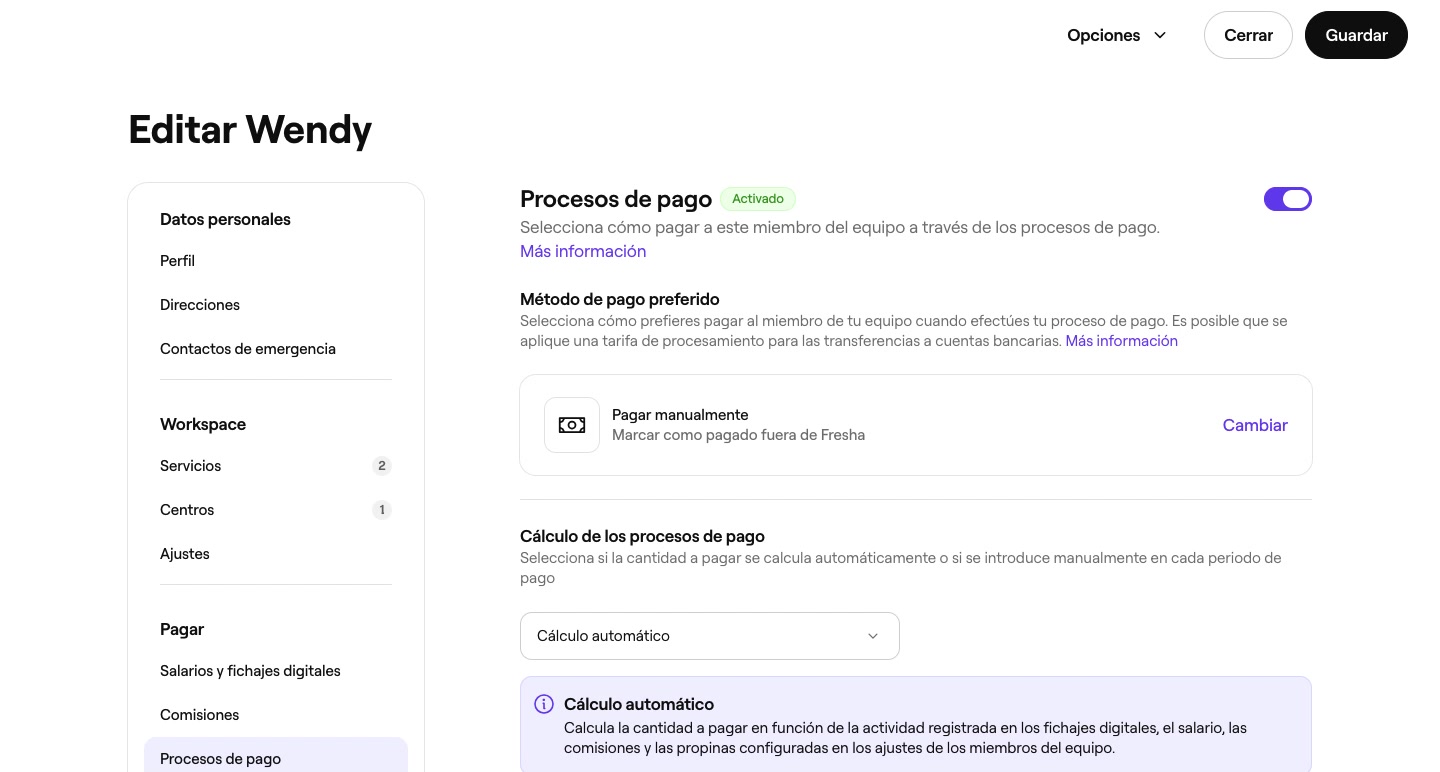 Opciones
Cerrar
Guardar
Editar Wendy
Datos personales
Perfil
Direcciones
Contactos de emergencia
Workspace
Servicios 2
Centros 1
Ajustes
Pagar
Salarios y fichajes digitales
Comisiones
Procesos de pago
Procesos de pago Activado
Selecciona cómo pagar a este miembro del equipo a través de los procesos de pago.
Más información
Método de pago preferido
Selecciona cómo prefieres pagar al miembro de tu equipo cuando efectúes tu proceso de pago. Es posible que se
aplique una tarifa de procesamiento para las transferencias a cuentas bancarias. Más información
Pagar manualmente
Marcar como pagado fuera de Fresha
Cambiar
Cálculo de los procesos de pago
Selecciona si la cantidad a pagar se calcula automáticamente o si se introduce manualmente en cada periodo de
pago
Cálculo automático
Cálculo automático
Calcula la cantidad a pagar en función de la actividad registrada en los fichajes digitales, el salario, las
comisiones y las propinas configuradas en los ajustes de los miembros del equipo.